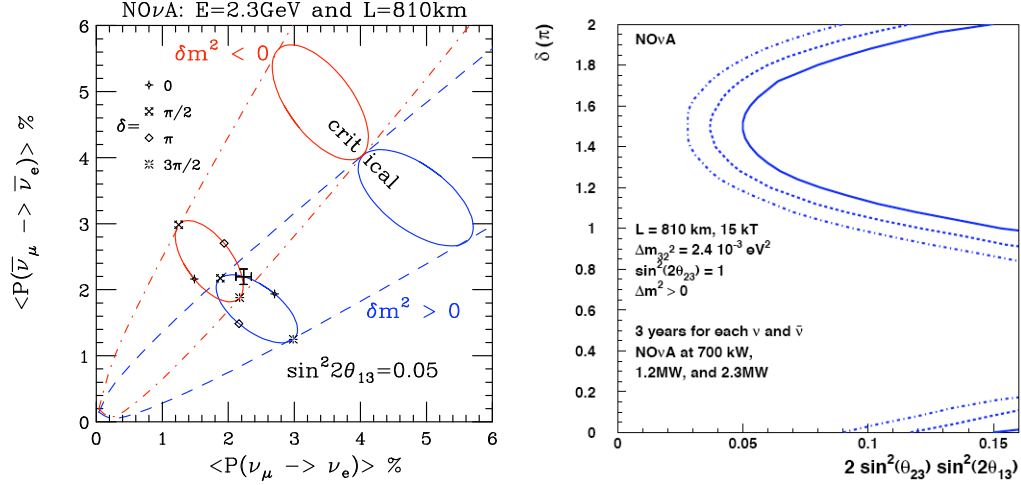 NOνA: E=2.3GeV and L=810km
<P(ν̄μ -> ν̄e)> %
6
5
4
3
2
1
0
δm² < 0
δ=
0
π/2
π
3π/2
critical
δm² > 0
sin²2θ₁₃=0.05
0 1 2 3 4 5 6
<P(νμ -> νe)> %
δ (π)
2
1.8
1.6
1.4
1.2
1
0.8
0.6
0.4
0.2
0
NOνA
L = 810 km, 15 kT
Δm₃₂² = 2.4 10⁻³ eV²
sin²(2θ₂₃) = 1
Δm² > 0
3 years for each ν and ν̄
NOνA at 700 kW,
1.2MW, and 2.3MW
0 0.05 0.1 0.15
2 sin²(θ₂₃) sin²(2θ₁₃)